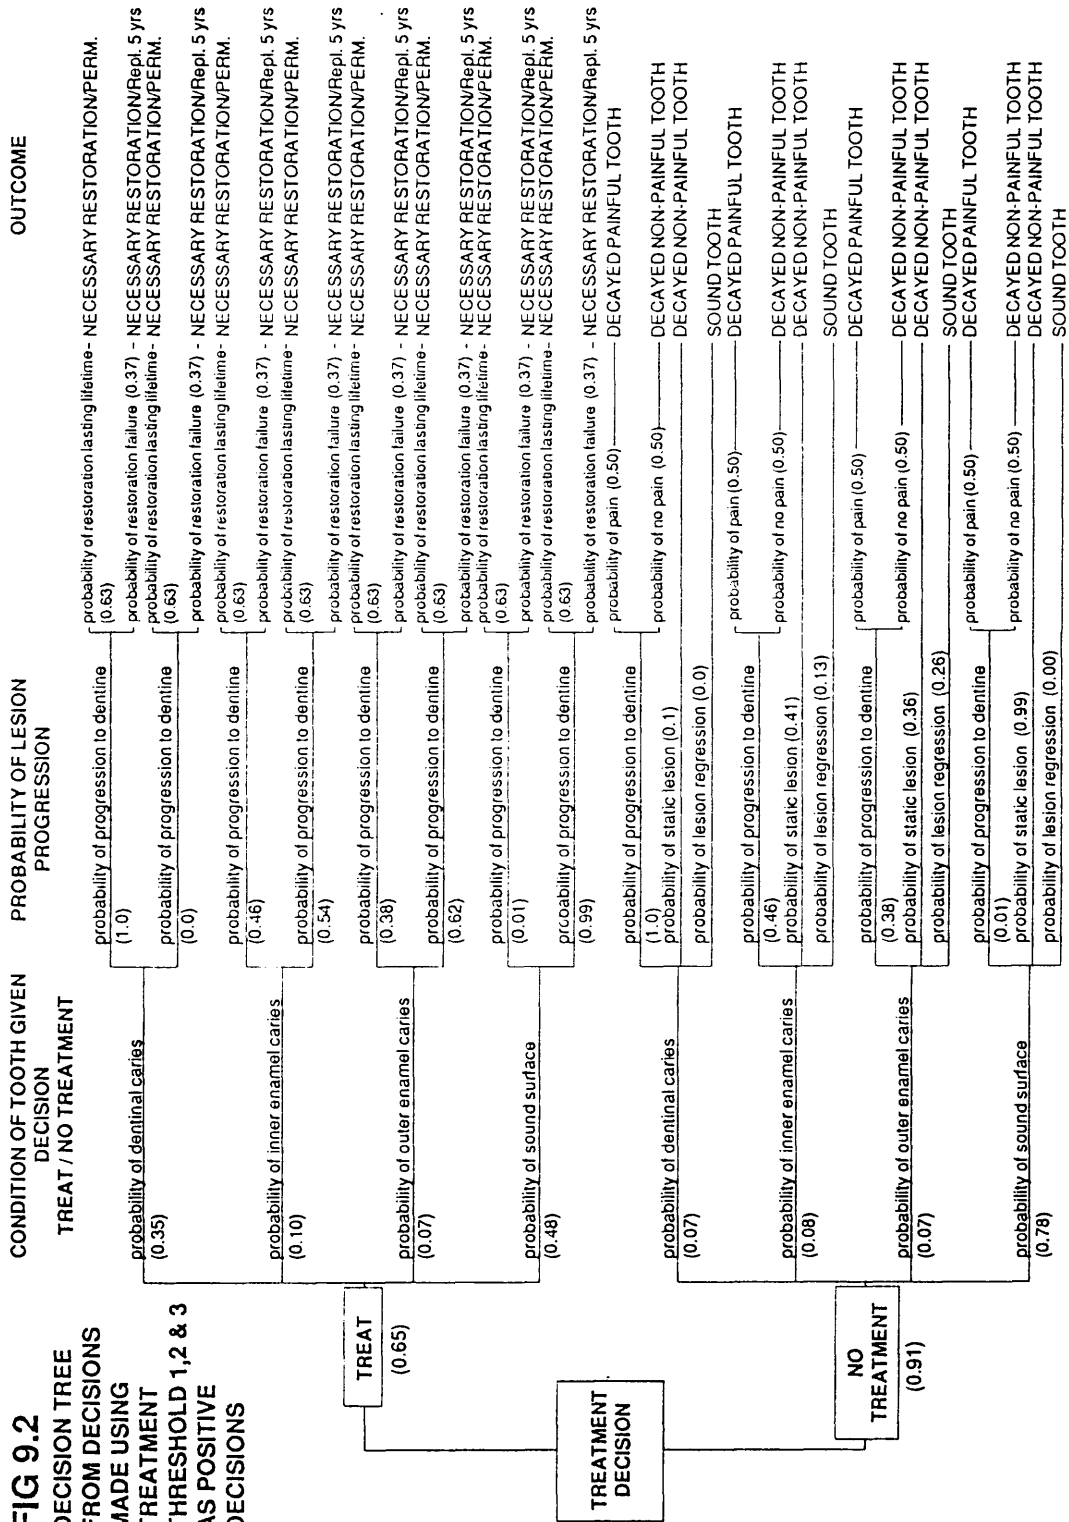 FIG 9.2
DECISION TREE
FROM DECISIONS
MADE USING
TREATMENT
THRESHOLD 1,2 & 3
AS POSITIVE
DECISIONS
CONDITION OF TOOTH GIVEN
DECISION
TREAT / NO TREATMENT
PROBABILITY OF LESION
PROGRESSION
OUTCOME
TREATMENT
DECISION
TREAT
(0.65)
probability of dentinal caries
(0.35)
probability of progression to dentine
(1.0)
probability of restoration lasting lifetime- NECESSARY RESTORATION/PERM.
(0.63)
probability of restoration failure (0.37) - NECESSARY RESTORATION/Repl. 5 yrs
probability of progression to dentine
(0.0)
probability of restoration lasting lifetime- NECESSARY RESTORATION/PERM.
(0.63)
probability of restoration failure (0.37) - NECESSARY RESTORATION/Repl. 5 yrs
probability of inner enamel caries
(0.10)
probability of progression to dentine
(0.46)
probability of restoration lasting lifetime- NECESSARY RESTORATION/PERM.
(0.63)
probability of restoration failure (0.37) - NECESSARY RESTORATION/Repl. 5 yrs
probability of progression to dentine
(0.54)
probability of restoration lasting lifetime- NECESSARY RESTORATION/PERM.
(0.63)
probability of restoration failure (0.37) - NECESSARY RESTORATION/Repl. 5 yrs
probability of outer enamel caries
(0.07)
probability of progression to dentine
(0.38)
probability of restoration lasting lifetime- NECESSARY RESTORATION/PERM.
(0.63)
probability of restoration failure (0.37) - NECESSARY RESTORATION/Repl. 5 yrs
probability of progression to dentine
(0.62)
probability of restoration lasting lifetime- NECESSARY RESTORATION/PERM.
(0.63)
probability of restoration failure (0.37) - NECESSARY RESTORATION/Repl. 5 yrs
probability of sound surface
(0.48)
probability of progression to dentine
(0.01)
probability of restoration lasting lifetime- NECESSARY RESTORATION/PERM.
(0.63)
probability of restoration failure (0.37) - NECESSARY RESTORATION/Repl. 5 yrs
probability of progression to dentine
(0.99)
probability of restoration lasting lifetime- NECESSARY RESTORATION/PERM.
(0.63)
probability of restoration failure (0.37) - NECESSARY RESTORATION/Repl. 5 yrs
NO
TREATMENT
(0.91)
probability of dentinal caries
(0.07)
probability of progression to dentine
(1.0)
probability of pain (0.50) DECAYED PAINFUL TOOTH
probability of no pain (0.50) DECAYED NON-PAINFUL TOOTH
probability of static lesion (0.1) DECAYED NON-PAINFUL TOOTH
probability of lesion regression (0.0) SOUND TOOTH
probability of inner enamel caries
(0.08)
probability of progression to dentine
(0.46)
probability of pain (0.50) DECAYED PAINFUL TOOTH
probability of no pain (0.50) DECAYED NON-PAINFUL TOOTH
probability of static lesion (0.41) DECAYED NON-PAINFUL TOOTH
probability of lesion regression (0.13) SOUND TOOTH
probability of outer enamel caries
(0.07)
probability of progression to dentine
(0.38)
probability of pain (0.50) DECAYED PAINFUL TOOTH
probability of no pain (0.50) DECAYED NON-PAINFUL TOOTH
probability of static lesion (0.36) DECAYED NON-PAINFUL TOOTH
probability of lesion regression (0.26) SOUND TOOTH
probability of sound surface
(0.78)
probability of progression to dentine
(0.01)
probability of pain (0.50) DECAYED PAINFUL TOOTH
probability of no pain (0.50) DECAYED NON-PAINFUL TOOTH
probability of static lesion (0.99) DECAYED NON-PAINFUL TOOTH
probability of lesion regression (0.00) SOUND TOOTH